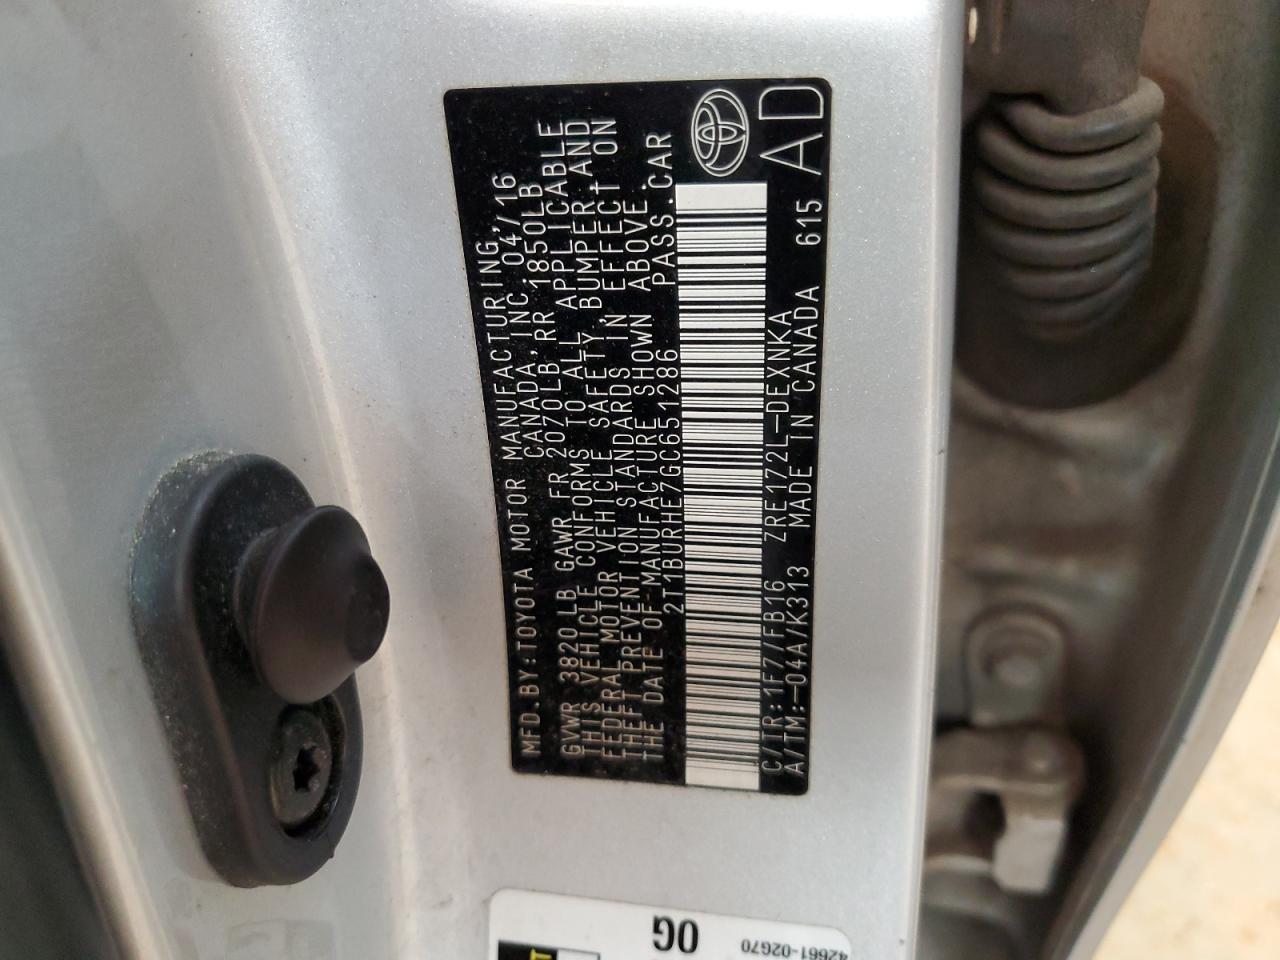 MFD.BY:TOYOTA MOTOR MANUFACTURING,
CANADA,INC. 04/16
GVWR 3820LB GAWR FR 2070LB,RR 1850LB
THIS VEHICLE CONFORMS TO ALL APPLICABLE
FEDERAL MOTOR VEHICLE SAFETY,BUMPER,AND
THEFT PREVENTION STANDARDS IN EFFECT ON
THE DATE OF MANUFACTURE SHOWN ABOVE.
2T1BURHE7GC651286 PASS.CAR
C/TR:1F7/FB16 ZRE172L-DEXNKA
A/TM:-04A/K313 MADE IN CANADA 615
AD
0G
42661-02G70